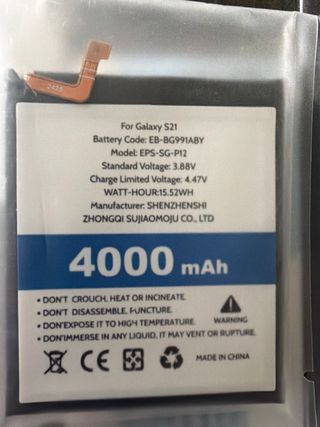 2425
For Galaxy S21
Battery Code: EB-BG991ABY
Model: EPS-SG-P12
Standard Voltage: 3.88V
Charge Limited Voltage: 4.47V
WATT-HOUR:15.52WH
Manufacturer: SHENZHENSHI
ZHONGQI SUJIAOMOJU CO., LTD
4000 mAh
• DON'T CROUCH, HEAT OR INCINETE.
• DON'T EXPOSE TO HIGH TEMPERATURE.
• DON'T DISASSEMBLE, PUNCTURE.
• DON'IMMERSE IN ANY LIQUID, IT MAY VENT OR RUPTURE.
WARNING
CE
MADE IN CHINA